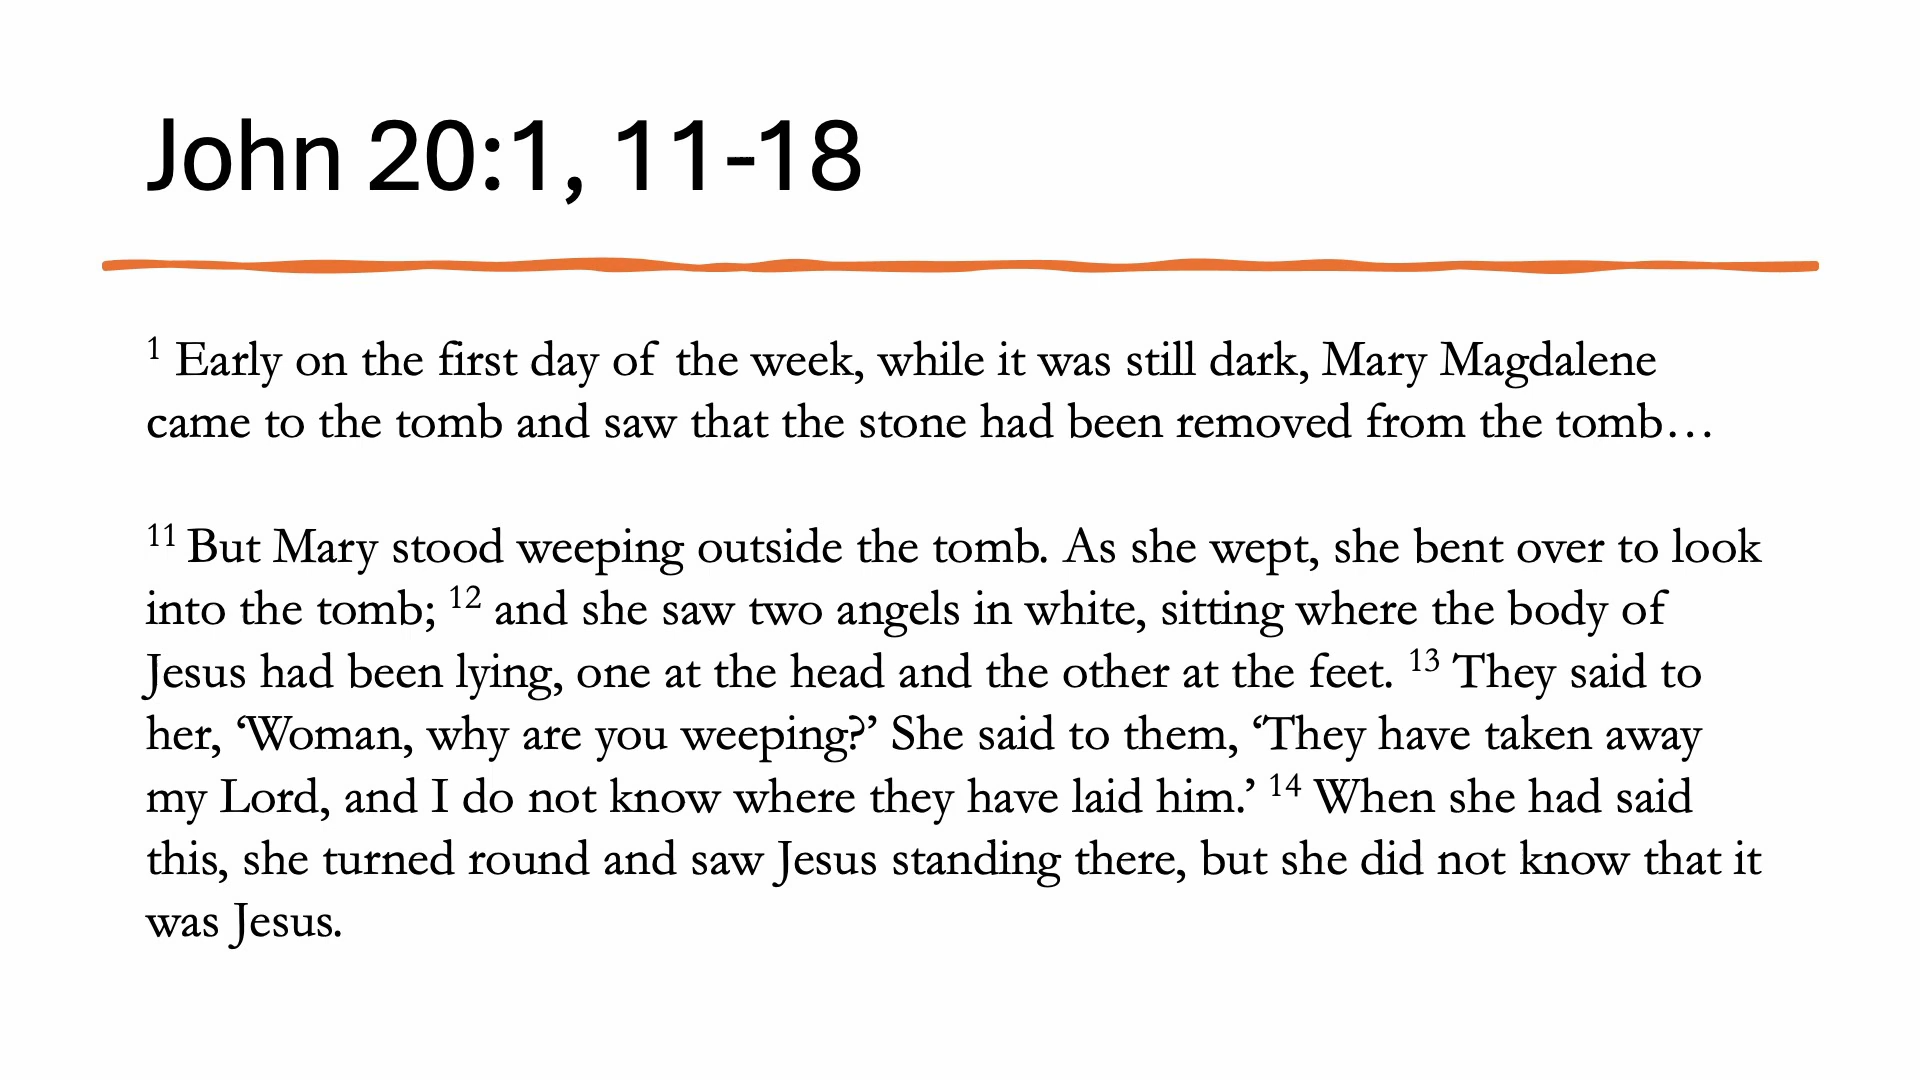 John 20:1, 11-18
1 Early on the first day of the week, while it was still dark, Mary Magdalene
came to the tomb and saw that the stone had been removed from the tomb…
11 But Mary stood weeping outside the tomb. As she wept, she bent over to look
into the tomb; 12 and she saw two angels in white, sitting where the body of
Jesus had been lying, one at the head and the other at the feet. 13 They said to
her, ‘Woman, why are you weeping?’ She said to them, ‘They have taken away
my Lord, and I do not know where they have laid him.’ 14 When she had said
this, she turned round and saw Jesus standing there, but she did not know that it
was Jesus.